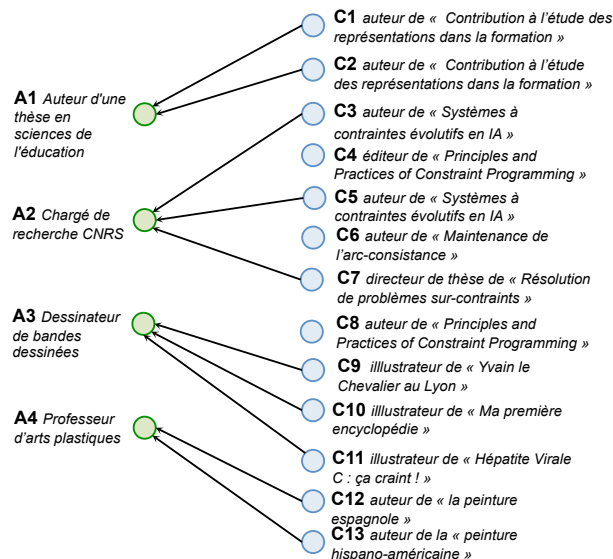 A1 Auteur d'une
thèse en
sciences de
l'éducation
A2 Chargé de
recherche CNRS
A3 Dessinateur
de bandes
dessinées
A4 Professeur
d'arts plastiques
C1 auteur de « Contribution à l'étude des
représentations dans la formation »
C2 auteur de « Contribution à l'étude
des représentations dans la formation »
C3 auteur de « Systèmes à
contraintes évolutifs en IA »
C4 éditeur de « Principles and
Practices of Constraint Programming »
C5 auteur de « Systèmes à
contraintes évolutifs en IA »
C6 auteur de « Maintenance de
l'arc-consistance »
C7 directeur de thèse de « Résolution
de problèmes sur-contraints »
C8 auteur de « Principles and
Practices of Constraint Programming »
C9 illlustrateur de « Yvain le
Chevalier au Lyon »
C10 illlustrateur de « Ma première
encyclopédie »
C11 illustrateur de « Hépatite Virale
C : ça craint ! »
C12 auteur de « la peinture
espagnole »
C13 auteur de la « peinture
hispano-américaine »